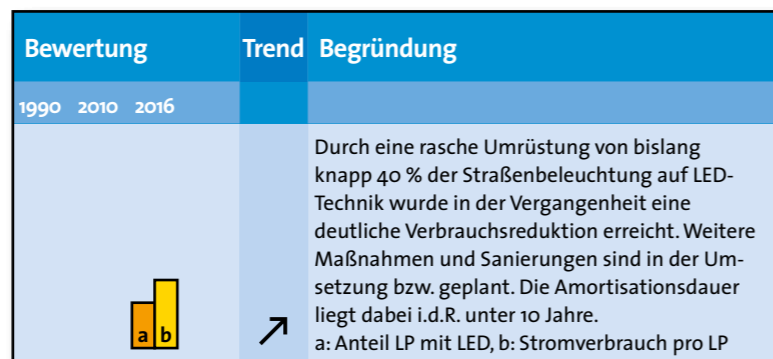 Bewertung Trend Begründung
1990 2010 2016
Durch eine rasche Umrüstung von bislang
knapp 40 % der Straßenbeleuchtung auf LED-
Technik wurde in der Vergangenheit eine
deutliche Verbrauchsreduktion erreicht. Weitere
Maßnahmen und Sanierungen sind in der Um-
setzung bzw. geplant. Die Amortisationsdauer
liegt dabei i.d.R. unter 10 Jahre.
a: Anteil LP mit LED, b: Stromverbrauch pro LP
a b